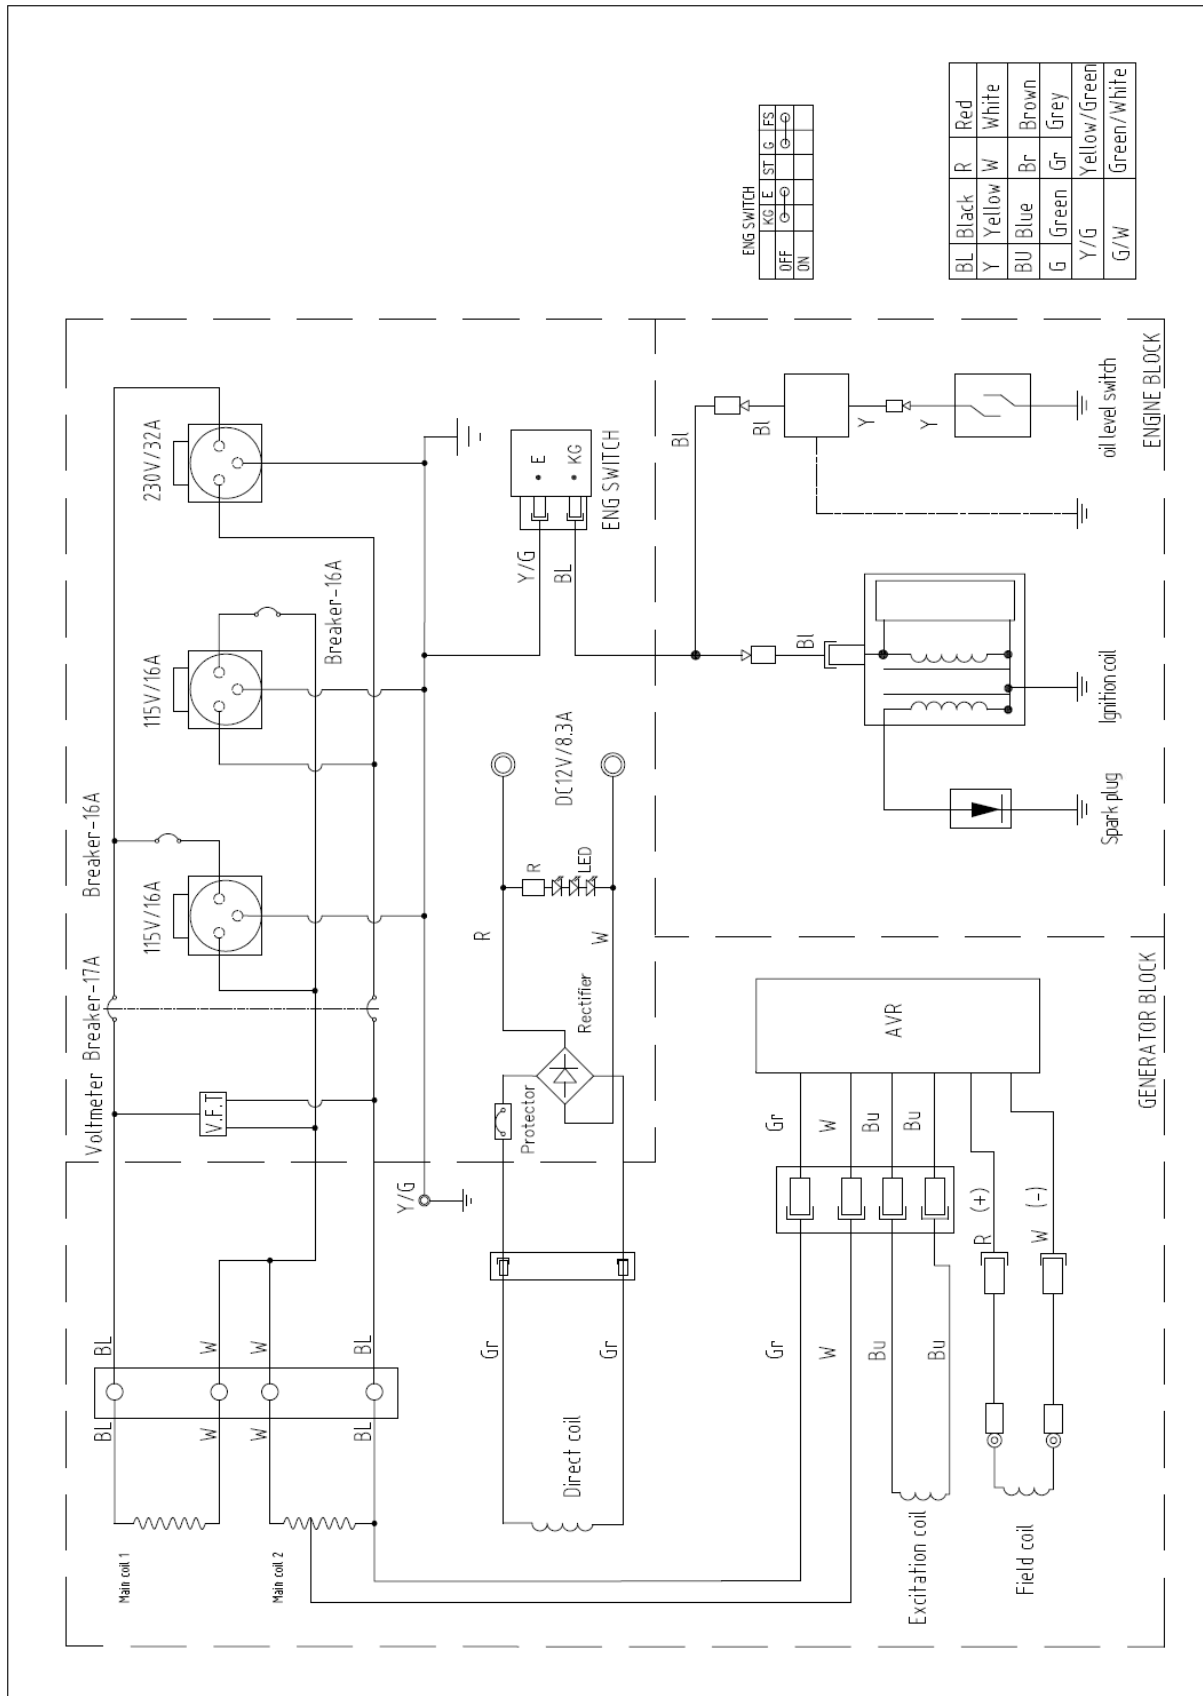 Voltmeter
Breaker-17A
Breaker-16A
Breaker-16A
115V/16A
115V/16A
230V/32A
V.F.T
BL
W
W
BL
BL
W
W
BL
Main coil 1
Main coil 2
Y/G
Gr
Gr
Direct coil
Protector
Rectifier
R
W
R
LED
DC12V/8.3A
Y/G
BL
E
KG
ENG SWITCH
ENG SWITCH
KG E ST G FS
OFF
ON
BL Black R Red
Y Yellow W White
BU Blue Br Brown
G Green Gr Grey
Y/G Yellow/Green
G/W Green/White
Bl
Bl
Y
Y
oil level switch
Bl
Ignition coil
Spark plug
ENGINE BLOCK
AVR
Gr
W
Bu
Bu
R (+)
W (-)
Gr
W
Bu
Bu
Excitation coil
Field coil
GENERATOR BLOCK